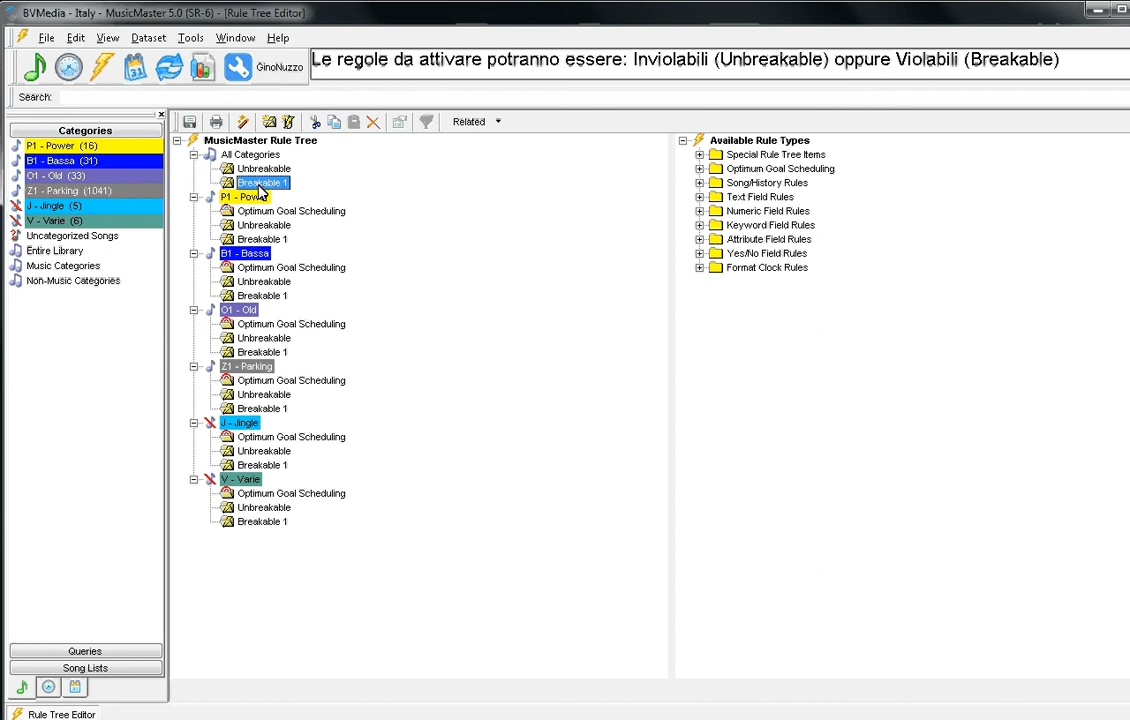 BVMedia - Italy - MusicMaster 5.0 (SR-6) - [Rule Tree Editor]
File Edit View Dataset Tools Window Help
GinoNuzzo
Le regole da attivare potranno essere: Inviolabili (Unbreakable) oppure Violabili (Breakable)
Search:
Categories
P1 - Power (16)
B1 - Bassa (31)
O1 - Old (33)
Z1 - Parking (1041)
J - Jingle (5)
V - Varie (6)
Uncategorized Songs
Entire Library
Music Categories
Non-Music Categories
Queries
Song Lists
Related
MusicMaster Rule Tree
All Categories
Unbreakable
Breakable 1
P1 - Power
Optimum Goal Scheduling
Unbreakable
Breakable 1
B1 - Bassa
Optimum Goal Scheduling
Unbreakable
Breakable 1
O1 - Old
Optimum Goal Scheduling
Unbreakable
Breakable 1
Z1 - Parking
Optimum Goal Scheduling
Unbreakable
Breakable 1
J - Jingle
Optimum Goal Scheduling
Unbreakable
Breakable 1
V - Varie
Optimum Goal Scheduling
Unbreakable
Breakable 1
Available Rule Types
Special Rule Tree Items
Optimum Goal Scheduling
Song/History Rules
Text Field Rules
Numeric Field Rules
Keyword Field Rules
Attribute Field Rules
Yes/No Field Rules
Format Clock Rules
Rule Tree Editor